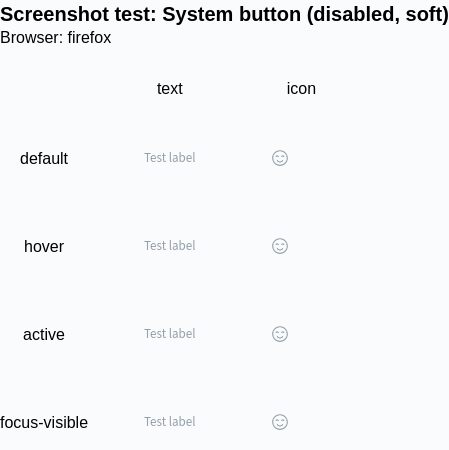 Screenshot test: System button (disabled, soft)
Browser: firefox
text icon
default Test label
hover Test label
active Test label
focus-visible Test label